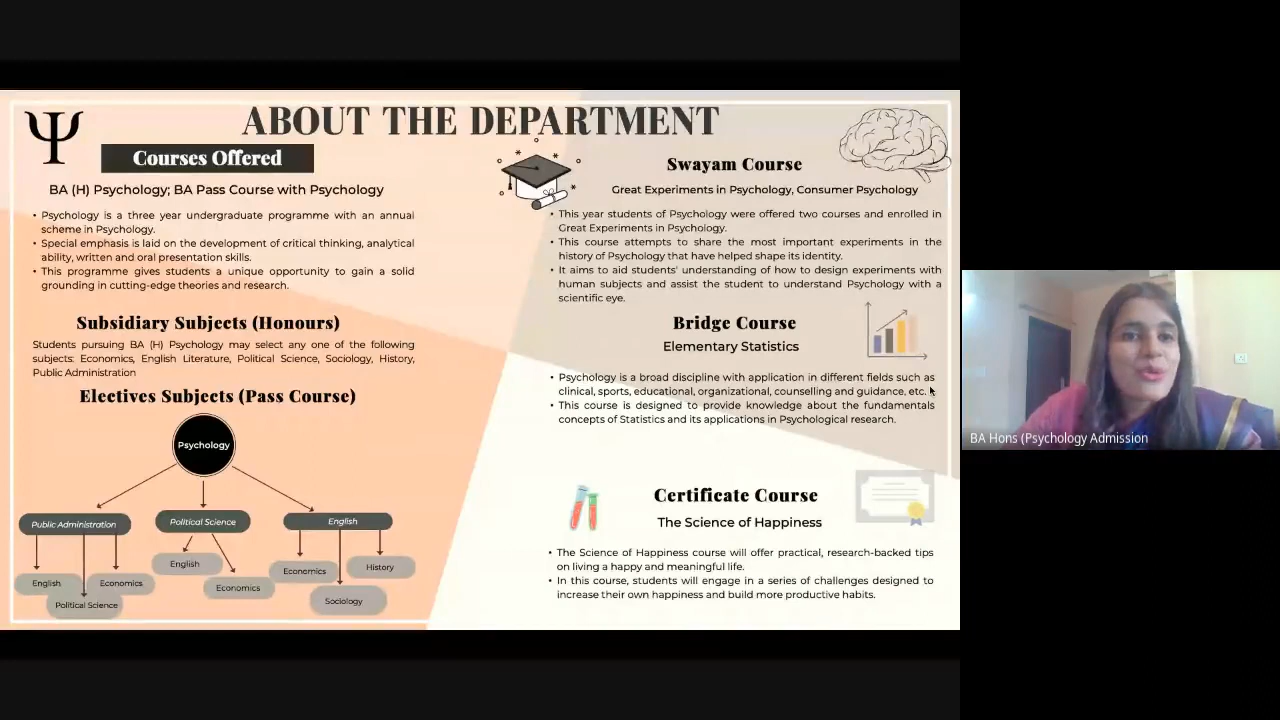 ABOUT THE DEPARTMENT
Ψ
Courses Offered
BA (H) Psychology; BA Pass Course with Psychology
• Psychology is a three year undergraduate programme with an annual
scheme in Psychology.
• Special emphasis is laid on the development of critical thinking, analytical
ability, written and oral presentation skills.
• This programme gives students a unique opportunity to gain a solid
grounding in cutting-edge theories and research.
Subsidiary Subjects (Honours)
Students pursuing BA (H) Psychology may select any one of the following
subjects: Economics, English Literature, Political Science, Sociology, History,
Public Administration
Electives Subjects (Pass Course)
Psychology
Public Administration
Political Science
English
English
Political Science
Economics
English
Economics
Economics
Sociology
History
Swayam Course
Great Experiments in Psychology, Consumer Psychology
• This year students of Psychology were offered two courses and enrolled in
Great Experiments in Psychology.
• This course attempts to share the most important experiments in the
history of Psychology that have helped shape its identity.
• It aims to aid students' understanding of how to design experiments with
human subjects and assist the student to understand Psychology with a
scientific eye.
Bridge Course
Elementary Statistics
• Psychology is a broad discipline with application in different fields such as
clinical, sports, educational, organizational, counselling and guidance, etc.
• This course is designed to provide knowledge about the fundamentals
concepts of Statistics and its applications in Psychological research.
Certificate Course
The Science of Happiness
• The Science of Happiness course will offer practical, research-backed tips
on living a happy and meaningful life.
• In this course, students will engage in a series of challenges designed to
increase their own happiness and build more productive habits.
BA Hons (Psychology Admission